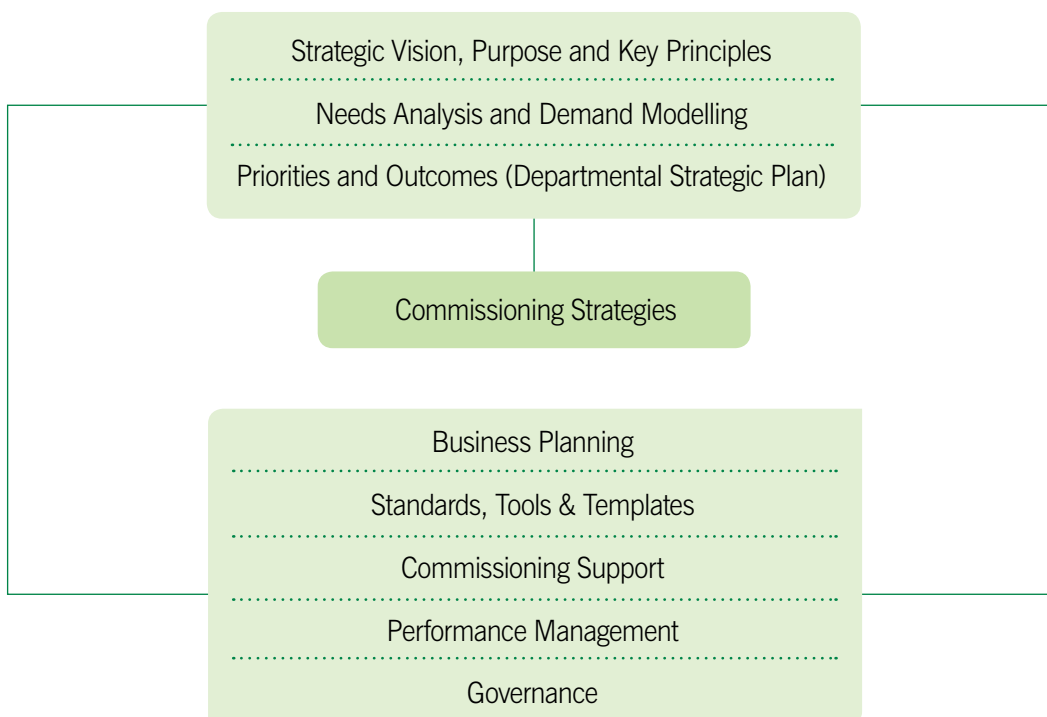 Strategic Vision, Purpose and Key Principles
Needs Analysis and Demand Modelling
Priorities and Outcomes (Departmental Strategic Plan)
Commissioning Strategies
Business Planning
Standards, Tools & Templates
Commissioning Support
Performance Management
Governance